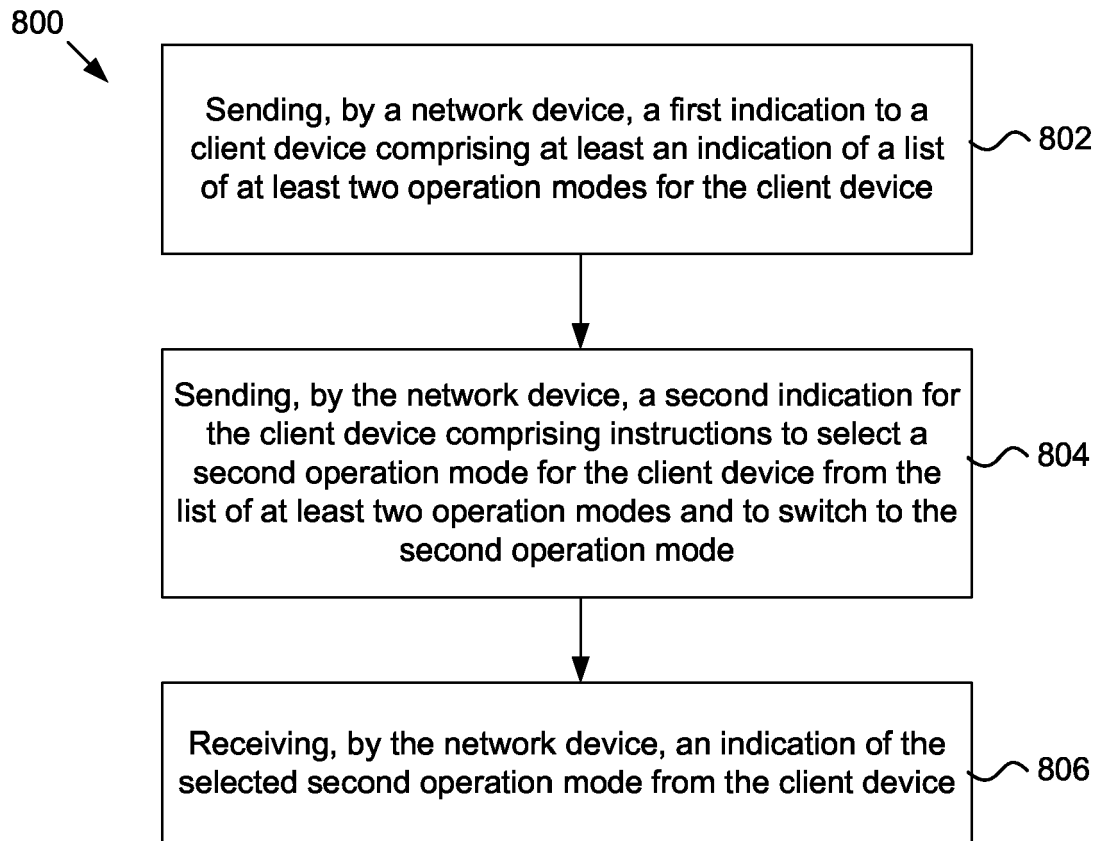 800
Sending, by a network device, a first indication to a
client device comprising at least an indication of a list
of at least two operation modes for the client device
802
Sending, by the network device, a second indication for
the client device comprising instructions to select a
second operation mode for the client device from the
list of at least two operation modes and to switch to the
second operation mode
804
Receiving, by the network device, an indication of the
selected second operation mode from the client device
806